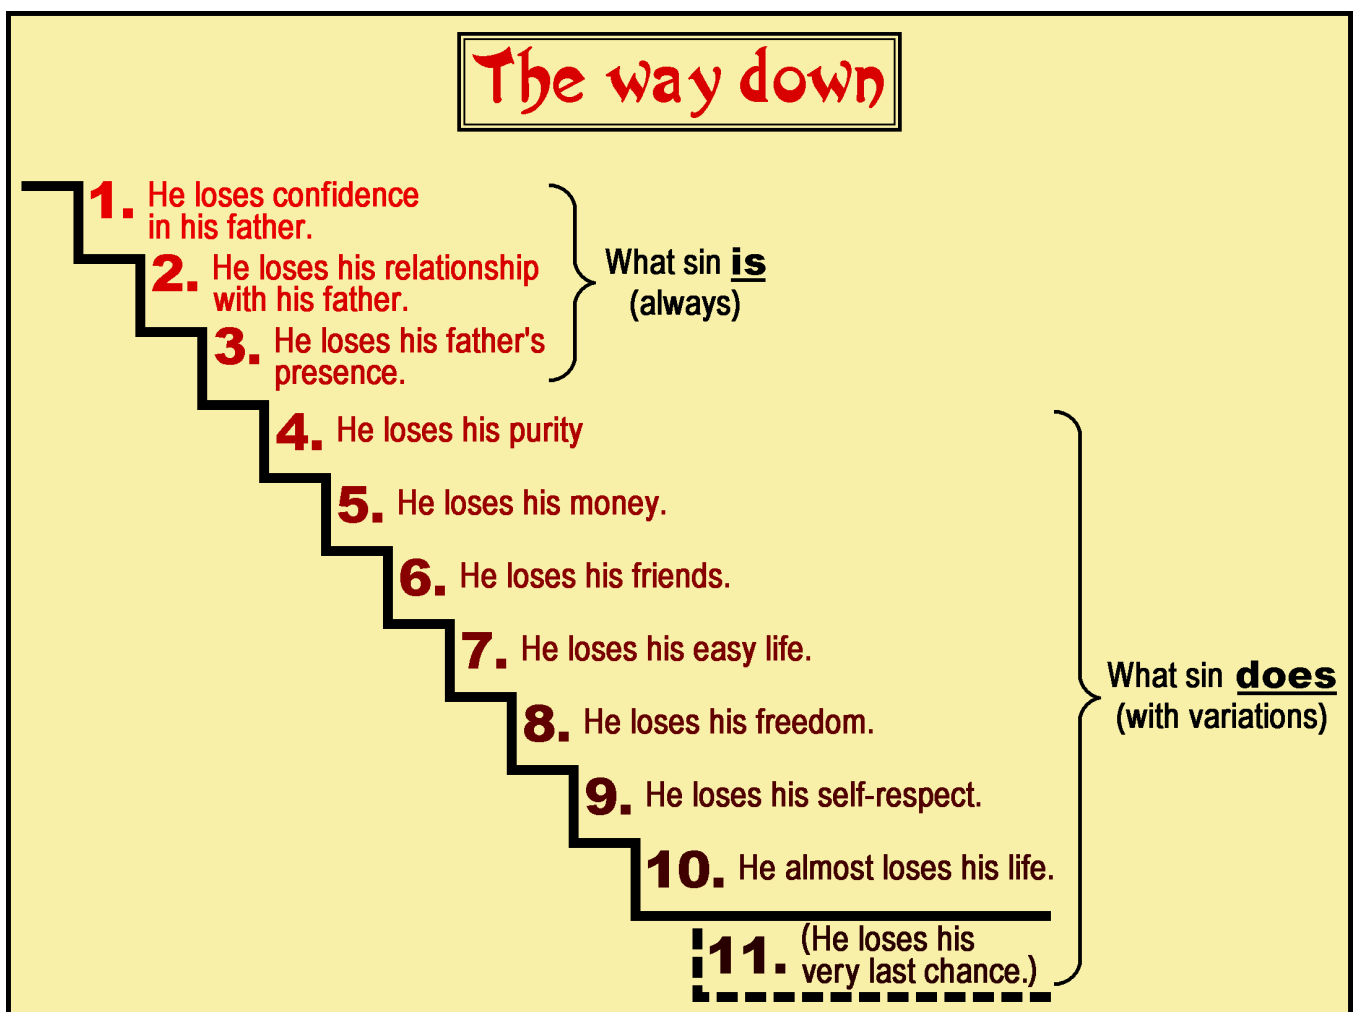 The way down
1. He loses confidence
in his father.
2. He loses his relationship
with his father.
3. He loses his father's
presence.
What sin is
(always)
4. He loses his purity
5. He loses his money.
6. He loses his friends.
7. He loses his easy life.
8. He loses his freedom.
9. He loses his self-respect.
10. He almost loses his life.
11. (He loses his
very last chance.)
What sin does
(with variations)